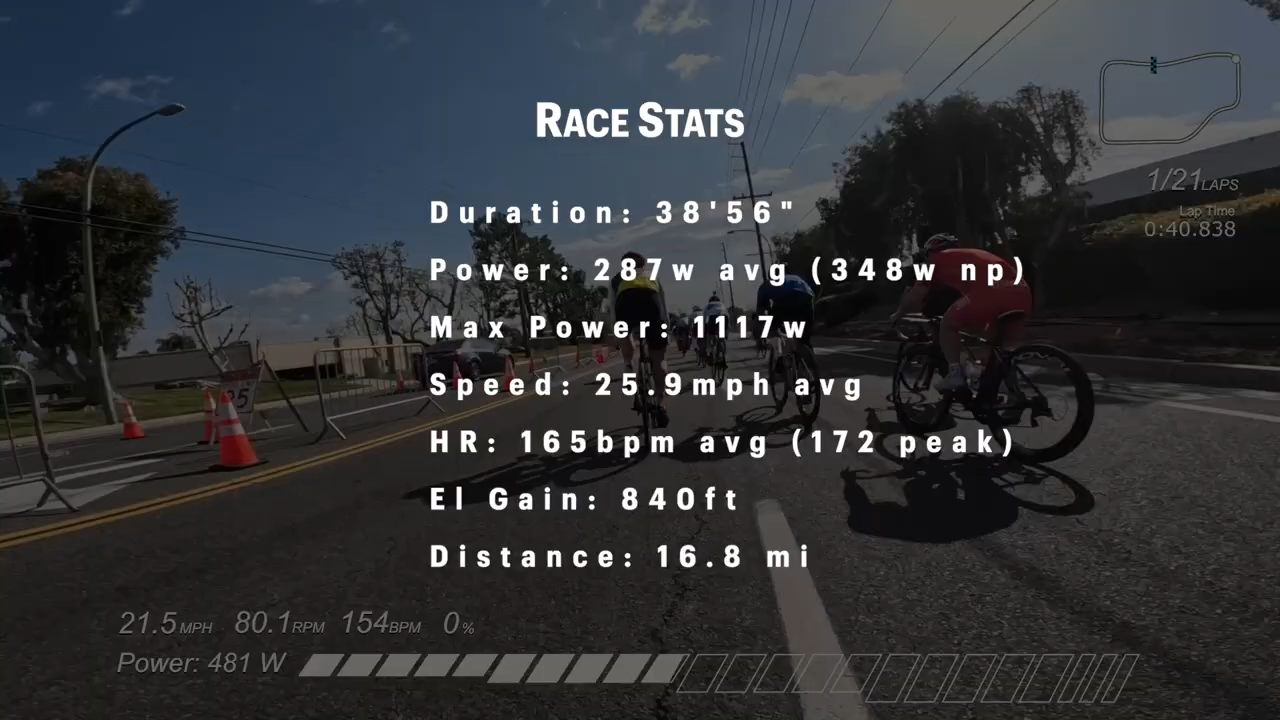 RACE STATS
1/21LAPS
Lap Time
0:40.838
Duration: 38'56"
Power: 287w avg (348w np)
Max Power: 1117w
Speed: 25.9mph avg
HR: 165bpm avg (172 peak)
El Gain: 840ft
Distance: 16.8 mi
21.5MPH 80.1RPM 154BPM 0%
Power: 481 W